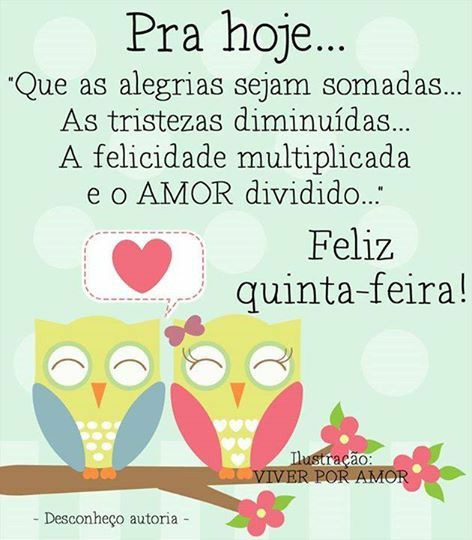 Pra hoje...
"Que as alegrias sejam somadas...
As tristezas diminuídas...
A felicidade multiplicada
e o AMOR dividido..."
Feliz
quinta-feira!
Ilustração:
VIVER POR AMOR
- Desconheço autoria -